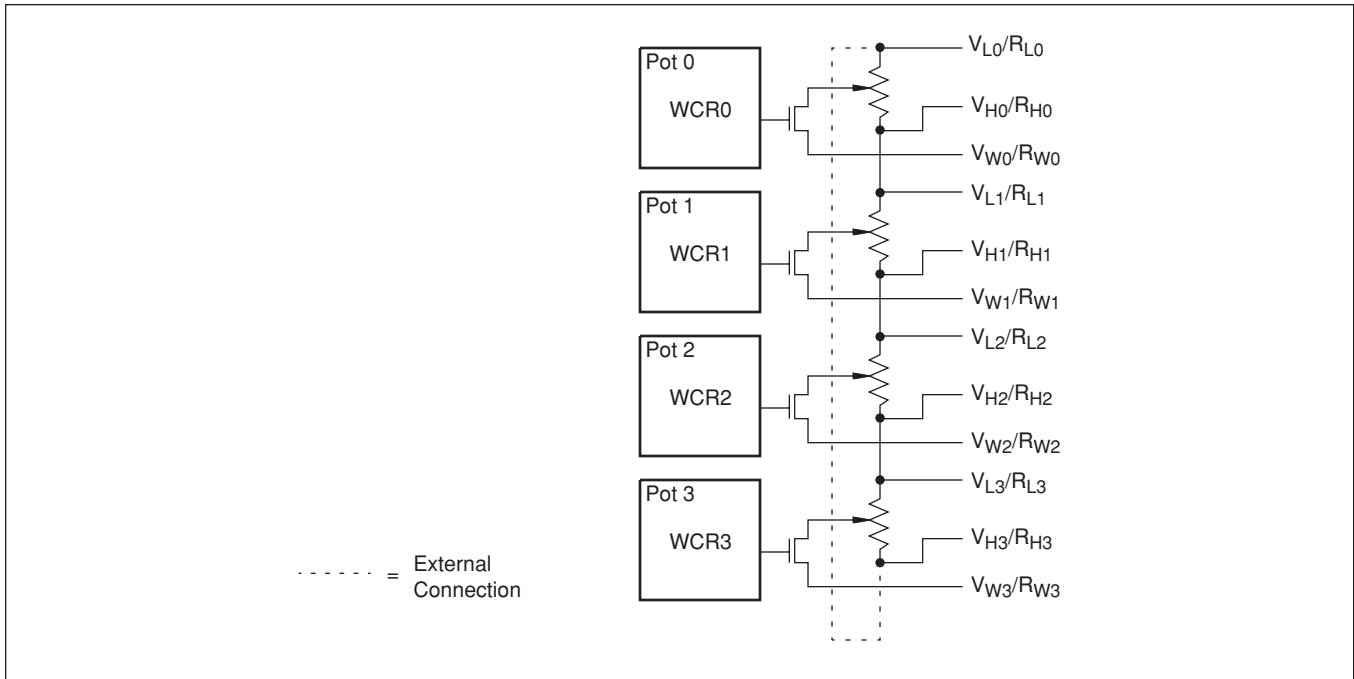 Pot 0
WCR0
V_L0/R_L0
V_H0/R_H0
V_W0/R_W0
Pot 1
WCR1
V_L1/R_L1
V_H1/R_H1
V_W1/R_W1
Pot 2
WCR2
V_L2/R_L2
V_H2/R_H2
V_W2/R_W2
Pot 3
WCR3
V_L3/R_L3
V_H3/R_H3
V_W3/R_W3
= External
Connection